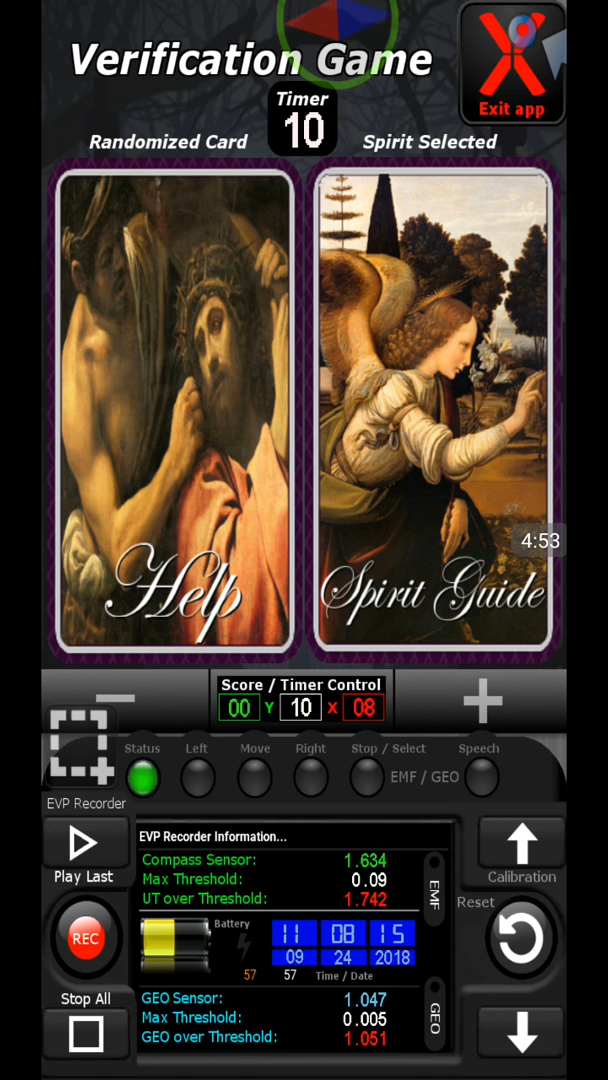 Verification Game
Exit app
Timer
10
Randomized Card
Spirit Selected
Help
Spirit Guide
4:53
Score / Timer Control
00 Y 10 X 08
Status Left Move Right Stop / Select Speech
EMF / GEO
EVP Recorder
EVP Recorder Information...
Play Last
Compass Sensor: 1.634
Max Threshold: 0.09
UT over Threshold: 1.742
EMF
Calibration
Reset
REC
Battery
11 08 15
09 24 2018
57 57 Time / Date
Stop All
GEO Sensor: 1.047
Max Threshold: 0.005
GEO over Threshold: 1.051
GEO